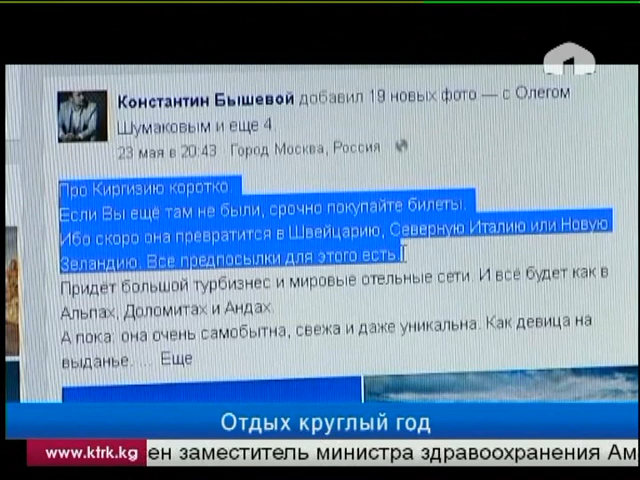 1
Константин Бышевой добавил 19 новых фото — с Олегом
Шумаковым и еще 4.
23 мая в 20:43 Город Москва, Россия
Про Киргизию коротко.
Если Вы ещё там не были, срочно покупайте билеты.
Ибо скоро она превратится в Швейцарию, Северную Италию или Новую
Зеландию. Все предпосылки для этого есть.
Придет большой турбизнес и мировые отельные сети. И все будет как в
Альпах, Доломитах и Андах.
А пока: она очень самобытна, свежа и даже уникальна. Как девица на
выданье. ... Еще
Отдых круглый год
www.ktrk.kg ен заместитель министра здравоохранения Ам